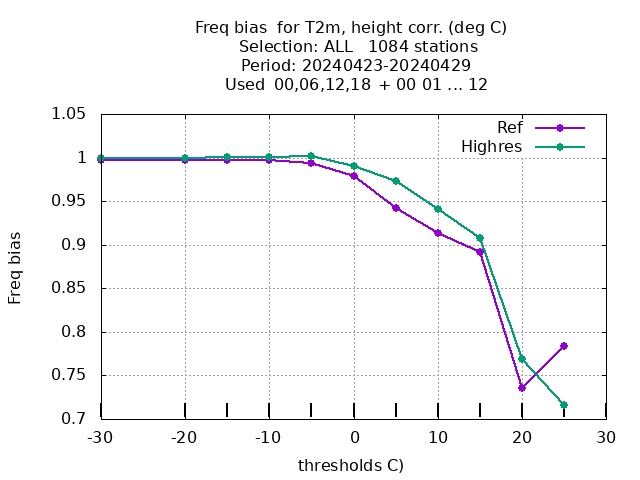 Freq bias  for T2m, height corr. (deg C)
Selection: ALL   1084 stations
Period: 20240423-20240429
Used  00,06,12,18  + 00 01 ... 12
Ref
Highres
1.05
1
0.95
0.9
0.85
0.8
0.75
0.7
Freq bias
-30
-20
-10
0
10
20
30
thresholds C)